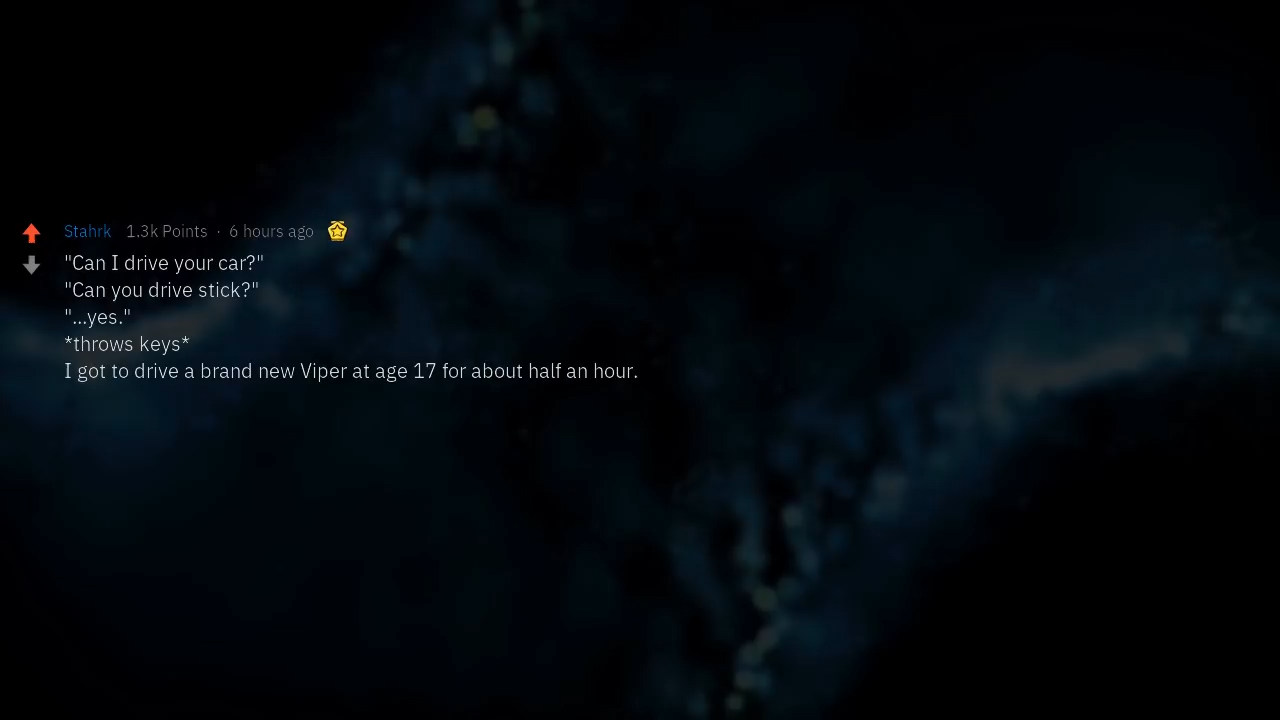 Stahrk 1.3k Points · 6 hours ago
"Can I drive your car?"
"Can you drive stick?"
"...yes."
*throws keys*
I got to drive a brand new Viper at age 17 for about half an hour.